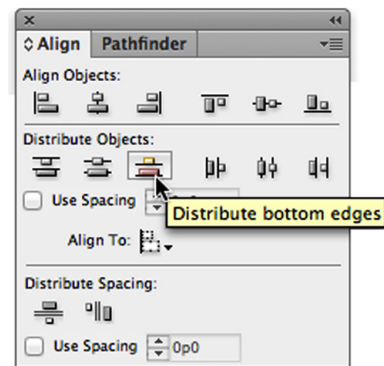 Align Pathfinder
Align Objects:
Distribute Objects:
Use Spacing
Distribute bottom edges
Align To:
Distribute Spacing:
Use Spacing 0p0